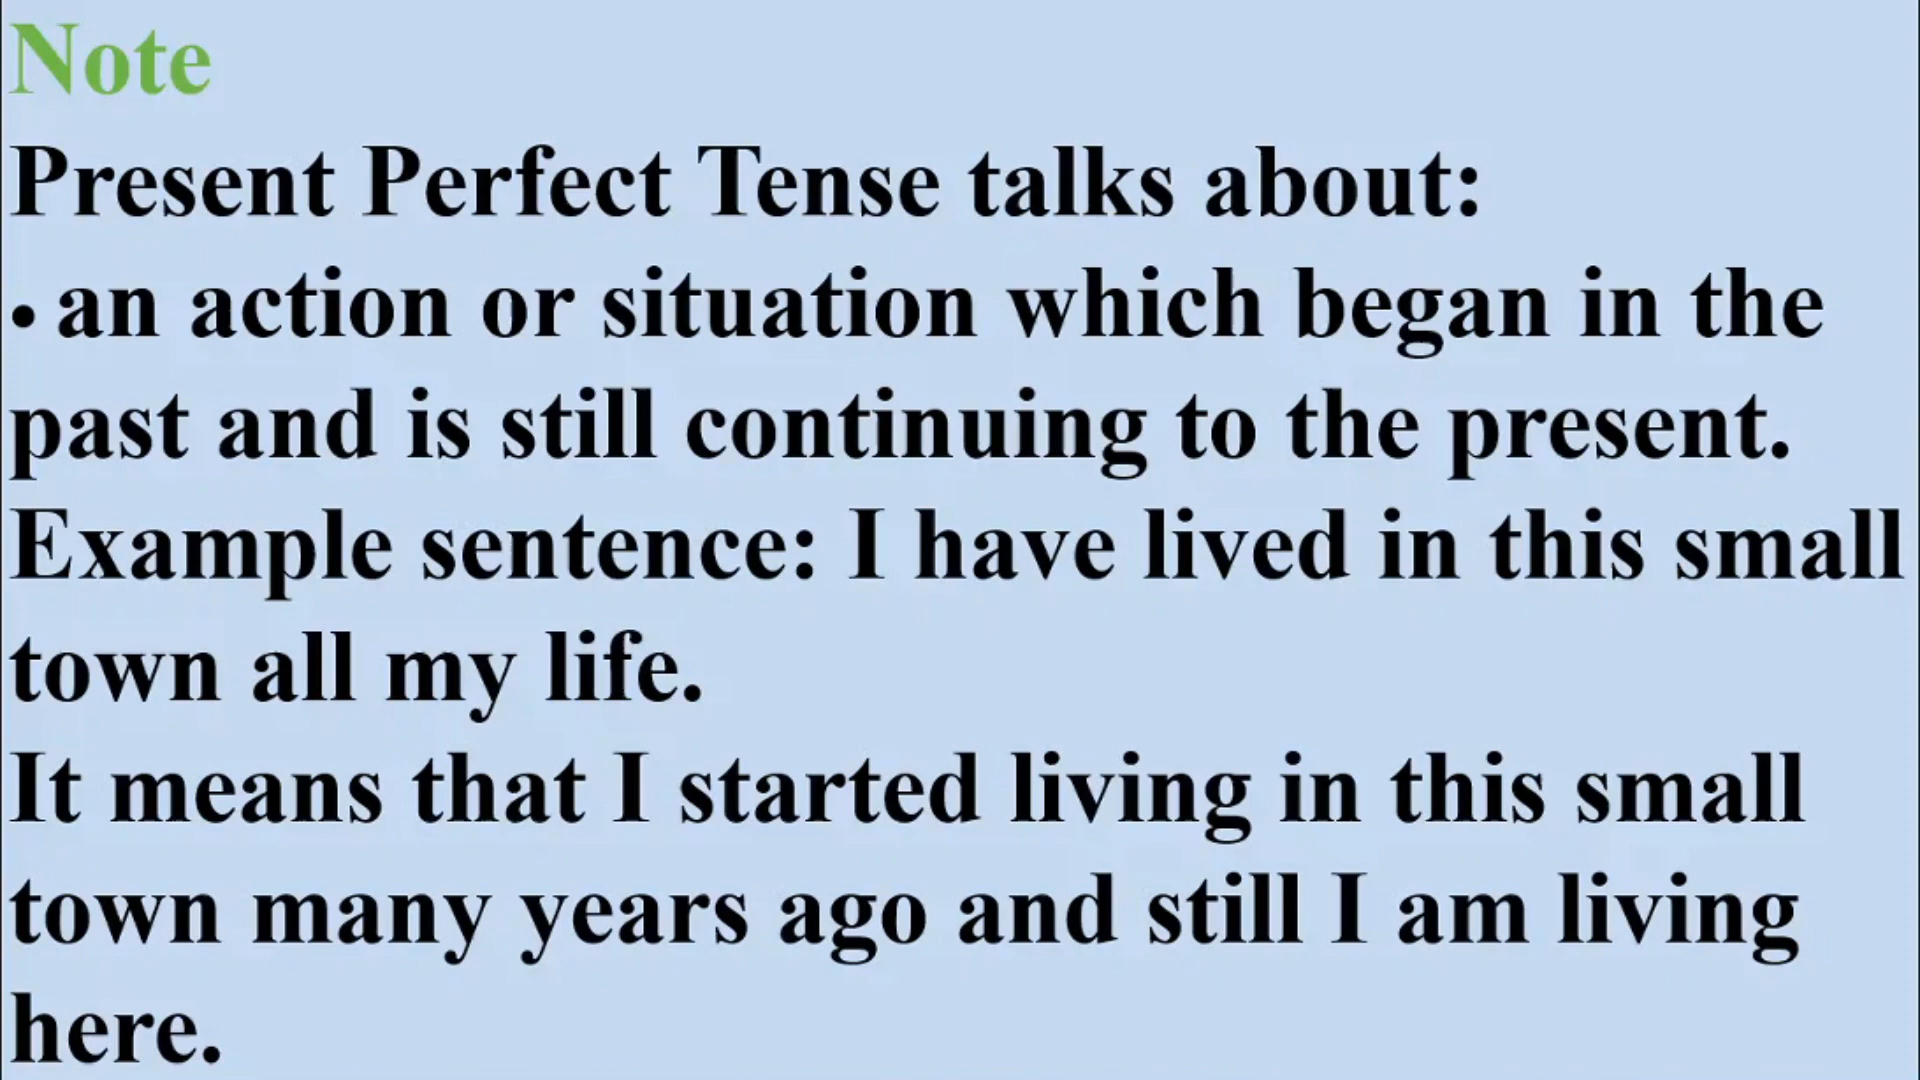 Note
Present Perfect Tense talks about:
• an action or situation which began in the
past and is still continuing to the present.
Example sentence: I have lived in this small
town all my life.
It means that I started living in this small
town many years ago and still I am living
here.